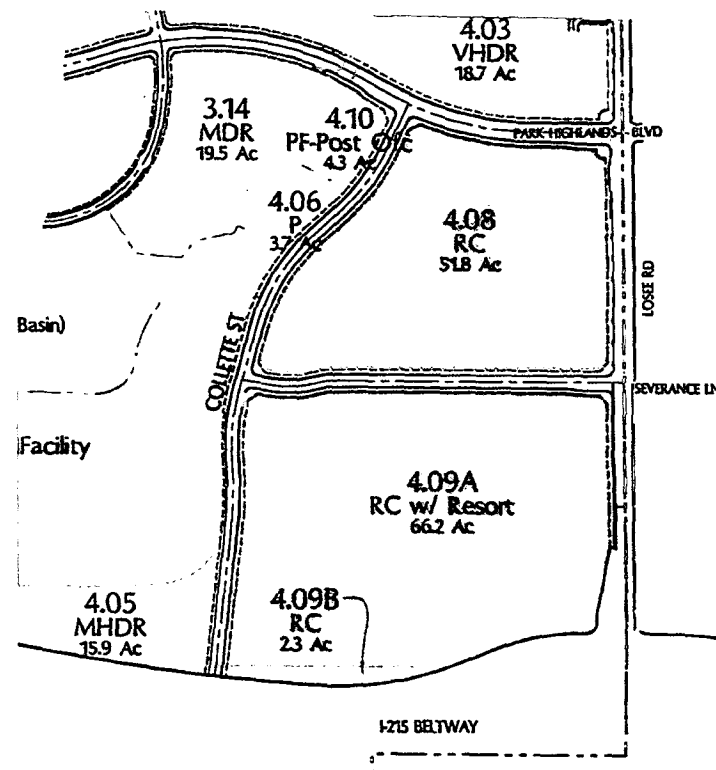 4.03
VHDR
18.7 Ac
3.14
MDR
19.5 Ac
4.10
PF-Post Ofc
4.3 Ac
PARK HIGHLANDS BLVD
4.06
P
3.7 Ac
4.08
RC
51.8 Ac
LOSEE RD
Basin)
COLLETTE ST
SEVERANCE LN
Facility
4.09A
RC w/ Resort
66.2 Ac
4.05
MHDR
15.9 Ac
4.09B
RC
2.3 Ac
I-215 BELTWAY